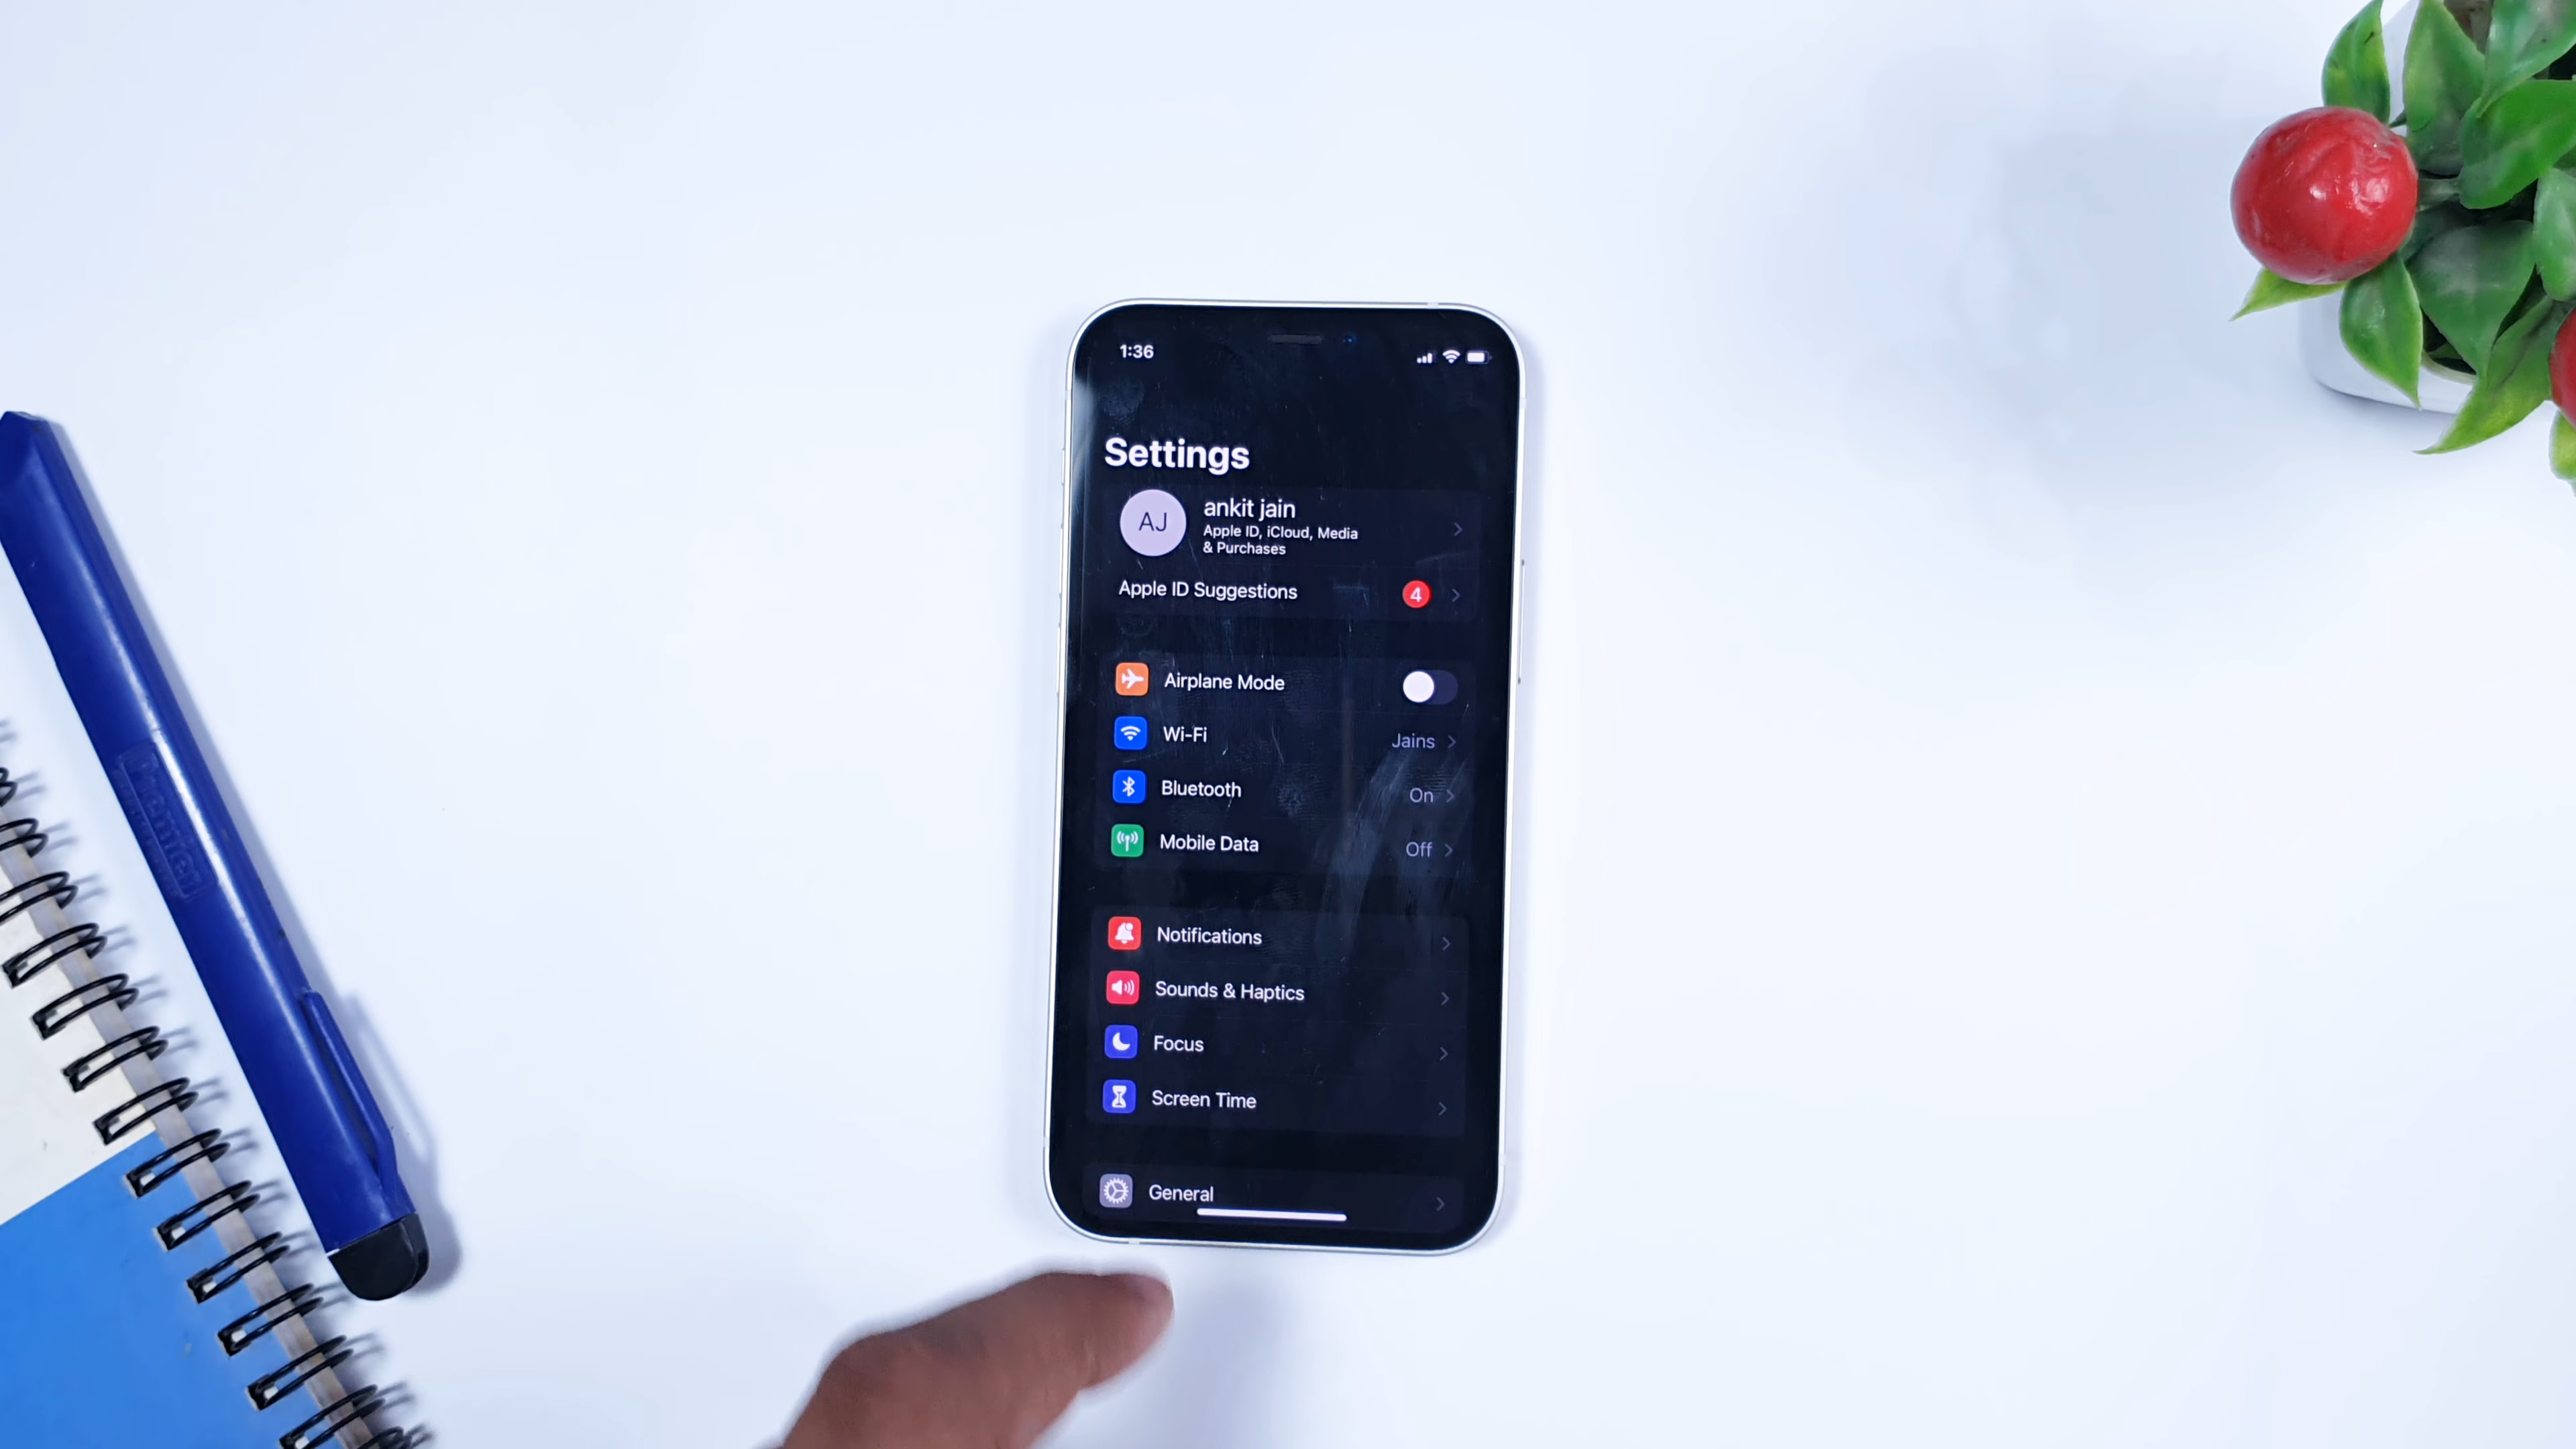 1:36
Settings
AJ
ankit jain
Apple ID, iCloud, Media
& Purchases
Apple ID Suggestions
4
Airplane Mode
Wi-Fi
Jains
Bluetooth
On
Mobile Data
Off
Notifications
Sounds & Haptics
Focus
Screen Time
General
Premier